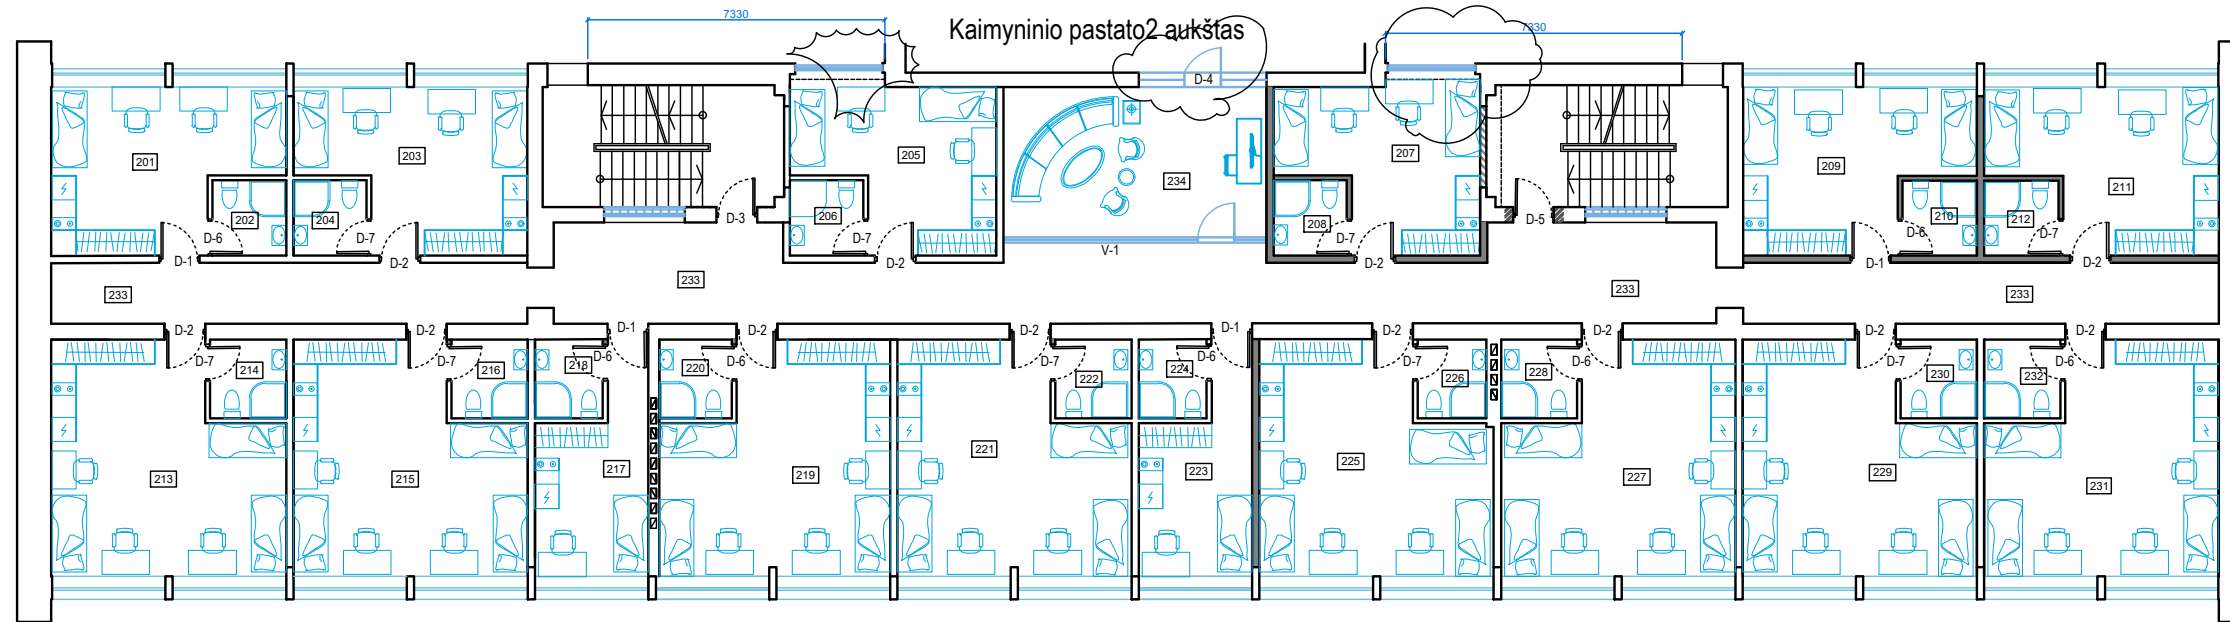 7330
Kaimyninio pastato2 aukštas
7330
D-4
201
203
205
234
207
209
211
202
204
206
208
210
212
D-6
D-7
D-3
D-7
D-7
D-5
D-6
D-7
D-1
D-2
D-2
V-1
D-2
D-1
D-2
233
233
233
233
D-2
D-2
D-1
D-2
D-2
D-1
D-2
D-2
D-2
D-2
D-7
D-7
D-6
D-6
D-7
D-6
D-7
D-6
D-7
D-6
214
216
218
220
222
224
226
228
230
232
213
215
217
219
221
223
225
227
229
231